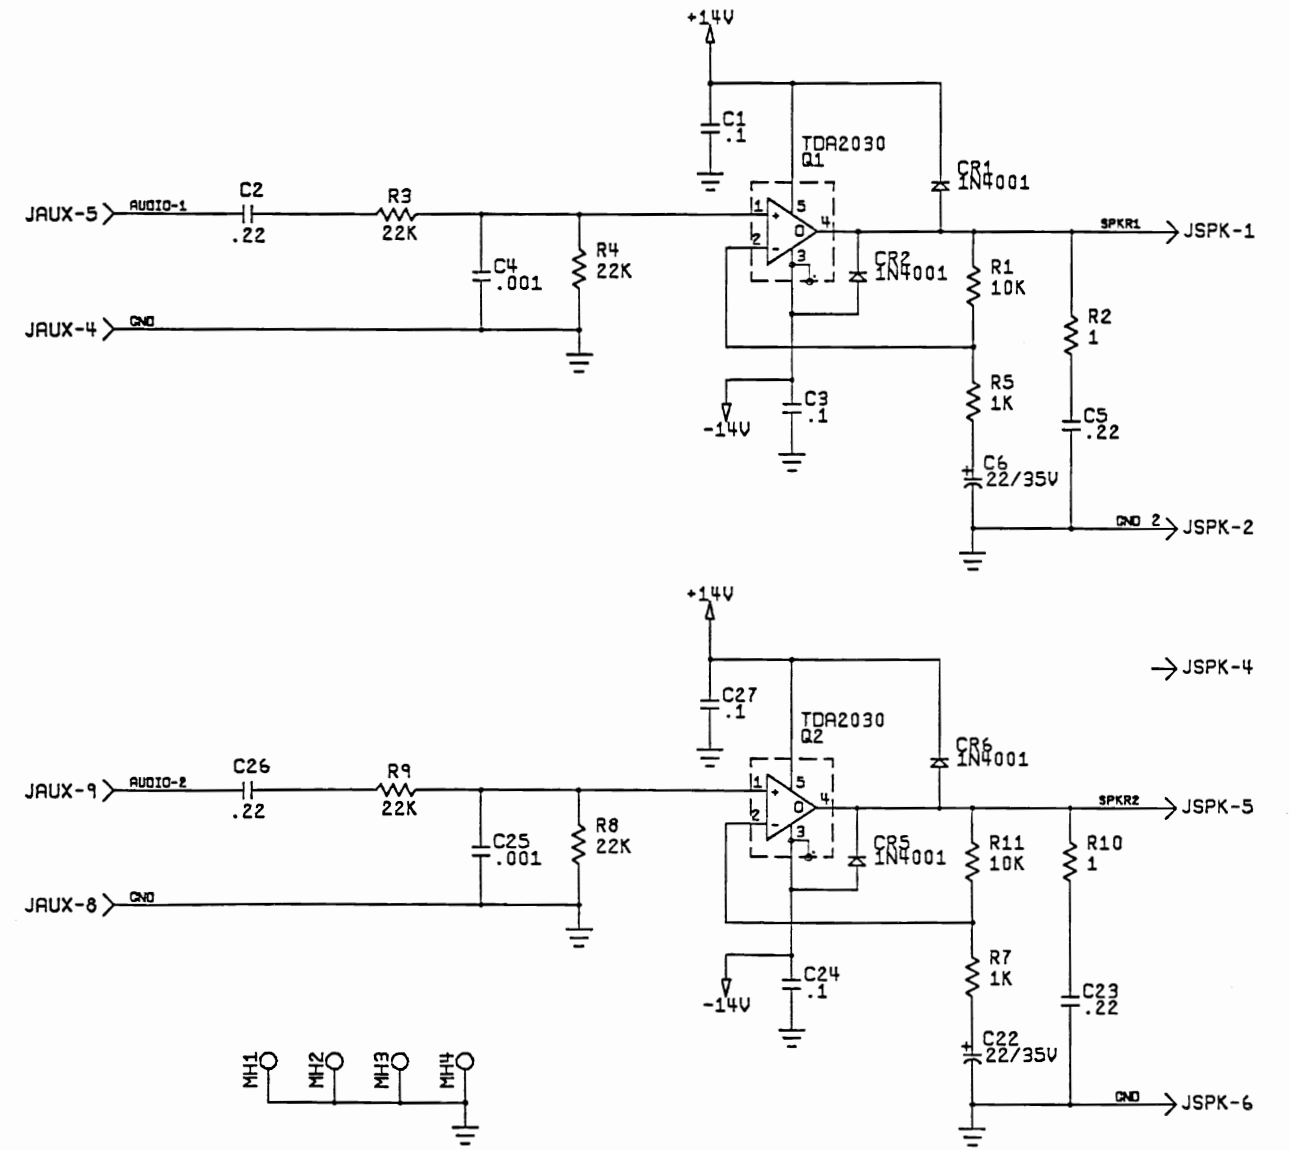 +14V
C1
.1
TDA2030
Q1
CR1
1N4001
JAUX-5
AUDIO-1
C2
.22
R3
22K
C4
.001
R4
22K
1
+
5
O
4
2
-
3
CR2
1N4001
SPKR1
JSPK-1
R1
10K
R2
1
JAUX-4
GND
R5
1K
C3
.1
-14V
C5
.22
+
C6
22/35V
GND 2
JSPK-2
+14V
JSPK-4
C27
.1
TDA2030
Q2
CR6
1N4001
JAUX-9
AUDIO-2
C26
.22
R9
22K
C25
.001
R8
22K
1
+
5
O
4
2
-
3
CR5
1N4001
SPKR2
JSPK-5
R11
10K
R10
1
JAUX-8
GND
R7
1K
C24
.1
-14V
C23
.22
+
C22
22/35V
MH1
MH2
MH3
MH4
GND
JSPK-6